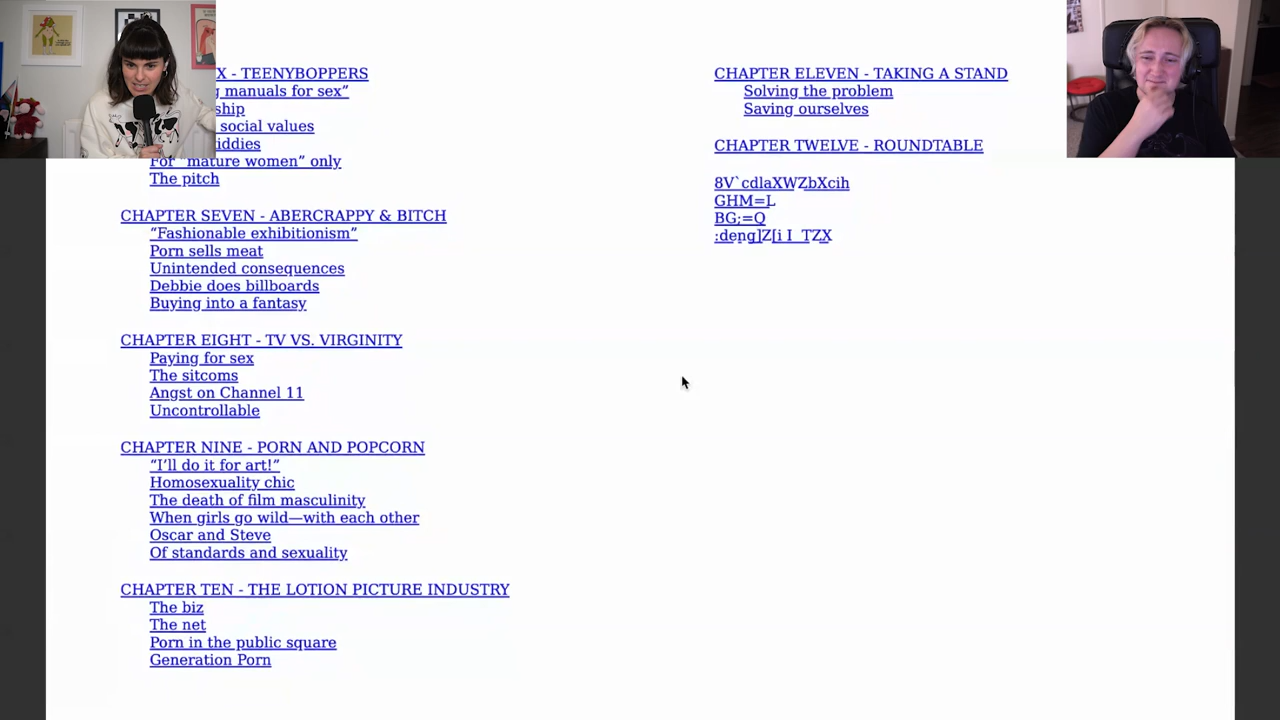 X - TEENYBOPPERS
manuals for sex”
ship
social values
iddies
For “mature women” only
The pitch
CHAPTER SEVEN - ABERCRAPPY & BITCH
“Fashionable exhibitionism”
Porn sells meat
Unintended consequences
Debbie does billboards
Buying into a fantasy
CHAPTER EIGHT - TV VS. VIRGINITY
Paying for sex
The sitcoms
Angst on Channel 11
Uncontrollable
CHAPTER NINE - PORN AND POPCORN
“I’ll do it for art!”
Homosexuality chic
The death of film masculinity
When girls go wild—with each other
Oscar and Steve
Of standards and sexuality
CHAPTER TEN - THE LOTION PICTURE INDUSTRY
The biz
The net
Porn in the public square
Generation Porn
CHAPTER ELEVEN - TAKING A STAND
Solving the problem
Saving ourselves
CHAPTER TWELVE - ROUNDTABLE
8V`cdlaXWZbXcih
GHM=L
BG;=Q
:deng]Z[i I_TZX